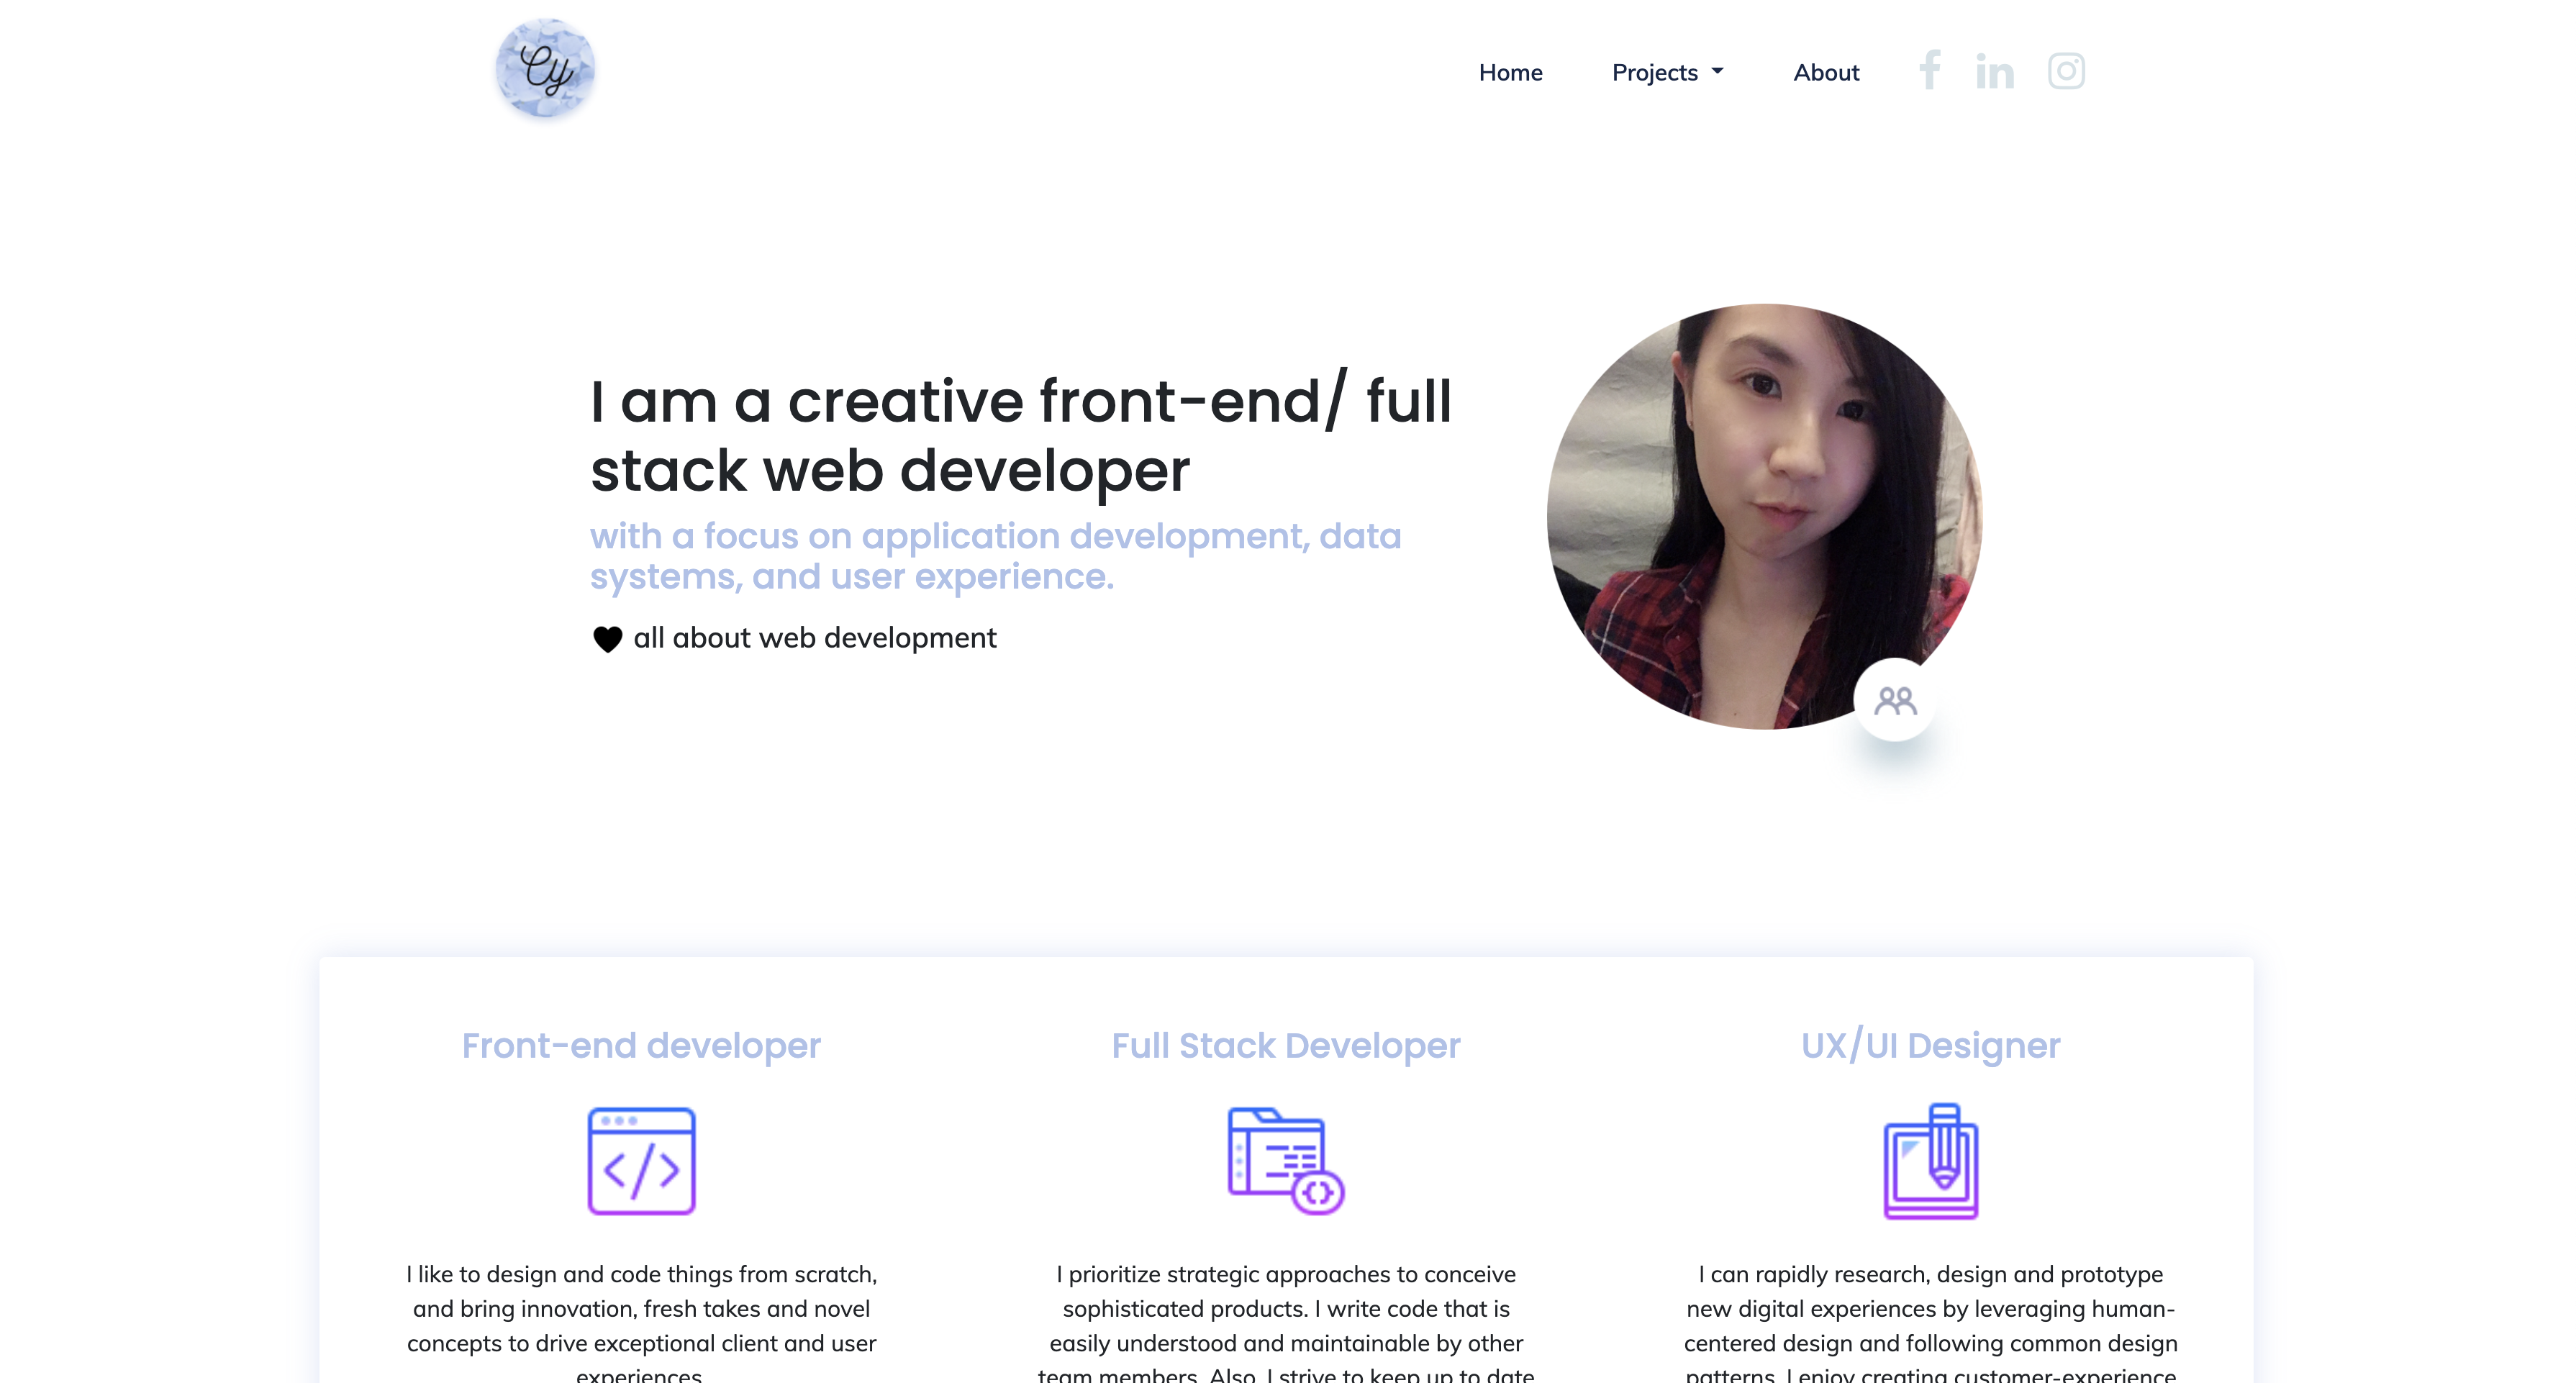 Cy
Home Projects About
I am a creative front-end/ full
stack web developer
with a focus on application development, data
systems, and user experience.
all about web development
Front-end developer
Full Stack Developer
UX/UI Designer
I like to design and code things from scratch,
and bring innovation, fresh takes and novel
concepts to drive exceptional client and user
experiences
I prioritize strategic approaches to conceive
sophisticated products. I write code that is
easily understood and maintainable by other
team members. Also, I strive to keep up to date
I can rapidly research, design and prototype
new digital experiences by leveraging human-
centered design and following common design
patterns. I enjoy creating customer-experience